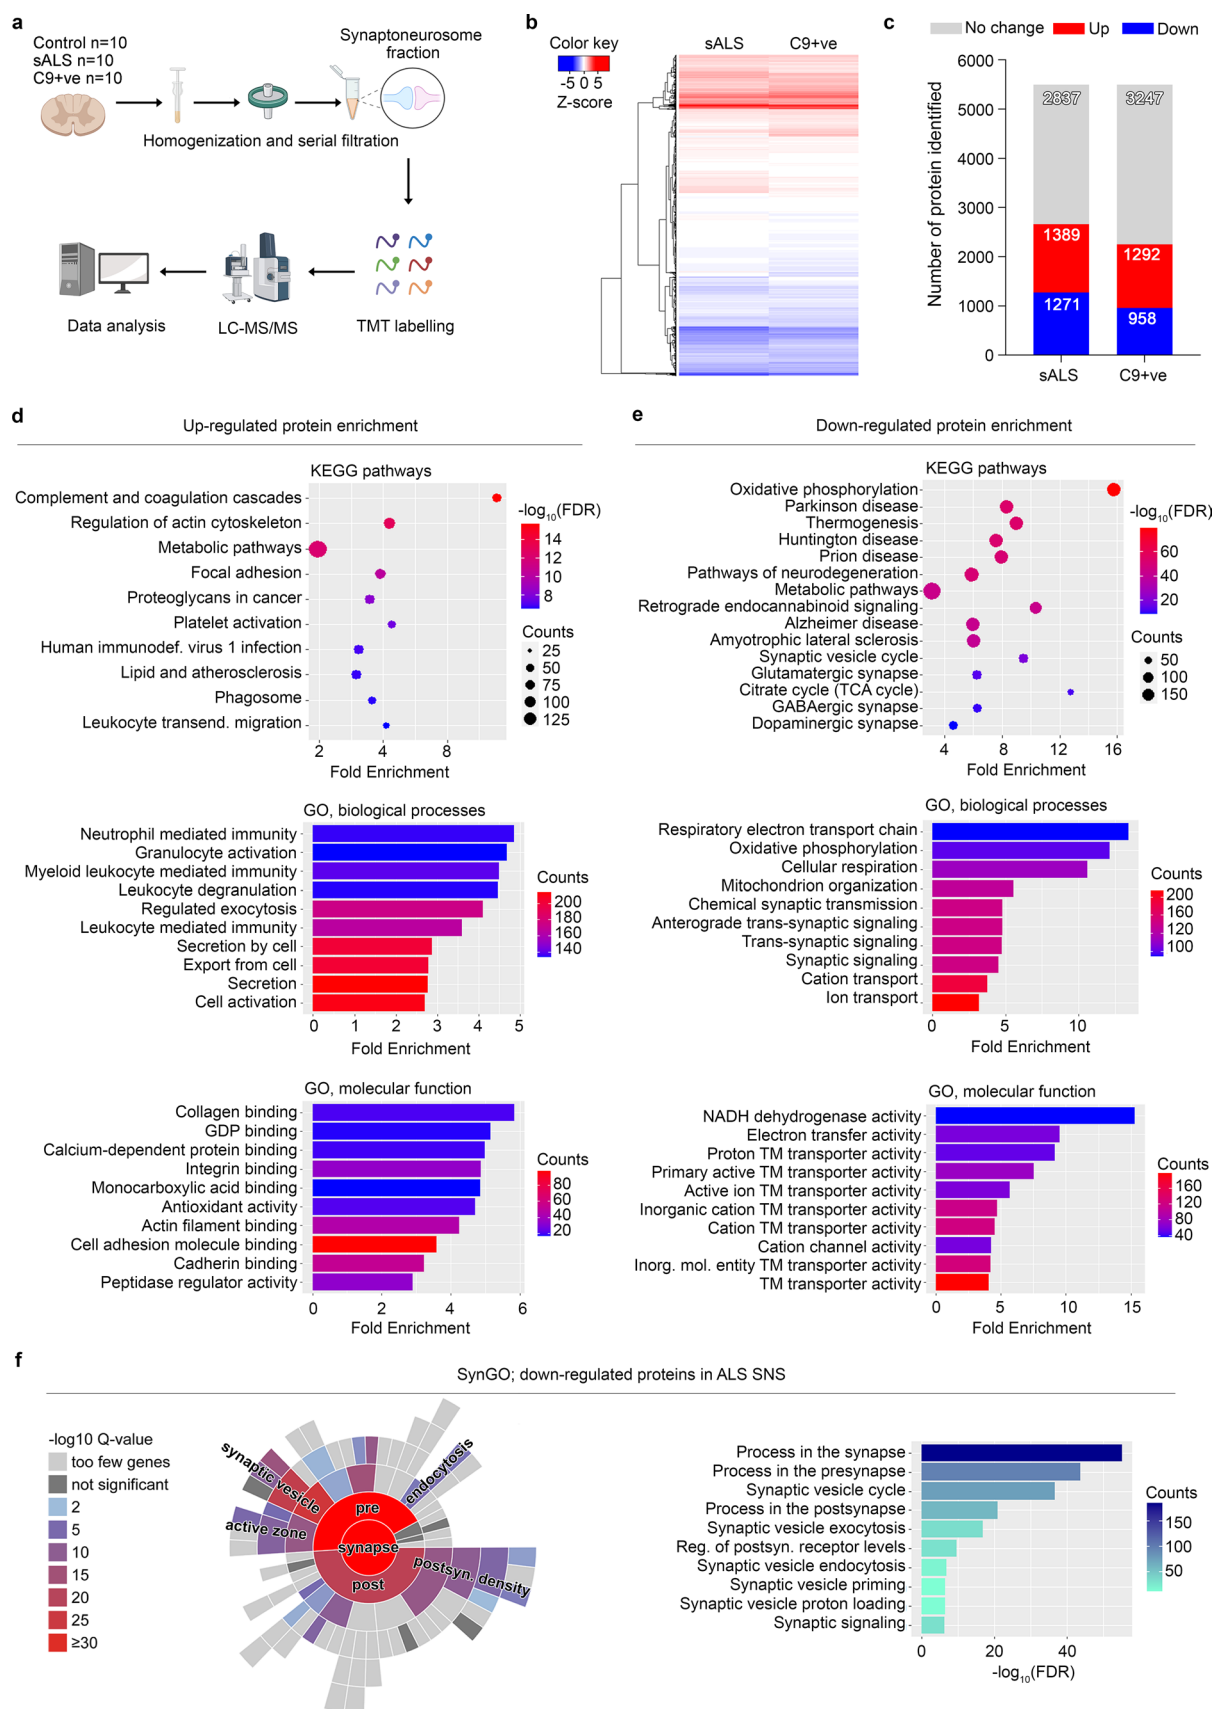 a
Control n=10
sALS n=10
C9+ve n=10
Synaptoneurosome
fraction
Homogenization and serial filtration
Data analysis
LC-MS/MS
TMT labelling
b
Color key
-5 0 5
Z-score
sALS
C9+ve
c
No change
Up
Down
Number of protein identified
6000
5000
4000
3000
2000
1000
0
2837
1389
1271
3247
1292
958
sALS
C9+ve
d
Up-regulated protein enrichment
KEGG pathways
Complement and coagulation cascades
Regulation of actin cytoskeleton
Metabolic pathways
Focal adhesion
Proteoglycans in cancer
Platelet activation
Human immunodef. virus 1 infection
Lipid and atherosclerosis
Phagosome
Leukocyte transend. migration
2 4 8
Fold Enrichment
-log10(FDR)
14
12
10
8
Counts
25
50
75
100
125
GO, biological processes
Neutrophil mediated immunity
Granulocyte activation
Myeloid leukocyte mediated immunity
Leukocyte degranulation
Regulated exocytosis
Leukocyte mediated immunity
Secretion by cell
Export from cell
Secretion
Cell activation
0 1 2 3 4 5
Fold Enrichment
Counts
200
180
160
140
GO, molecular function
Collagen binding
GDP binding
Calcium-dependent protein binding
Integrin binding
Monocarboxylic acid binding
Antioxidant activity
Actin filament binding
Cell adhesion molecule binding
Cadherin binding
Peptidase regulator activity
0 2 4 6
Fold Enrichment
Counts
80
60
40
20
e
Down-regulated protein enrichment
KEGG pathways
Oxidative phosphorylation
Parkinson disease
Thermogenesis
Huntington disease
Prion disease
Pathways of neurodegeneration
Metabolic pathways
Retrograde endocannabinoid signaling
Alzheimer disease
Amyotrophic lateral sclerosis
Synaptic vesicle cycle
Glutamatergic synapse
Citrate cycle (TCA cycle)
GABAergic synapse
Dopaminergic synapse
4 8 12 16
Fold Enrichment
-log10(FDR)
60
40
20
Counts
50
100
150
GO, biological processes
Respiratory electron transport chain
Oxidative phosphorylation
Cellular respiration
Mitochondrion organization
Chemical synaptic transmission
Anterograde trans-synaptic signaling
Trans-synaptic signaling
Synaptic signaling
Cation transport
Ion transport
0 5 10
Fold Enrichment
Counts
200
160
120
100
GO, molecular function
NADH dehydrogenase activity
Electron transfer activity
Proton TM transporter activity
Primary active TM transporter activity
Active ion TM transporter activity
Inorganic cation TM transporter activity
Cation TM transporter activity
Cation channel activity
Inorg. mol. entity TM transporter activity
TM transporter activity
0 5 10 15
Fold Enrichment
Counts
160
120
80
40
f
SynGO; down-regulated proteins in ALS SNS
-log10 Q-value
too few genes
not significant
2
5
10
15
20
25
≥30
synaptic vesicle
endocytosis
pre
active zone
synapse
postsyn. density
post
Process in the synapse
Process in the presynapse
Synaptic vesicle cycle
Process in the postsynapse
Synaptic vesicle exocytosis
Reg. of postsyn. receptor levels
Synaptic vesicle endocytosis
Synaptic vesicle priming
Synaptic vesicle proton loading
Synaptic signaling
0 20 40
-log10(FDR)
Counts
150
100
50